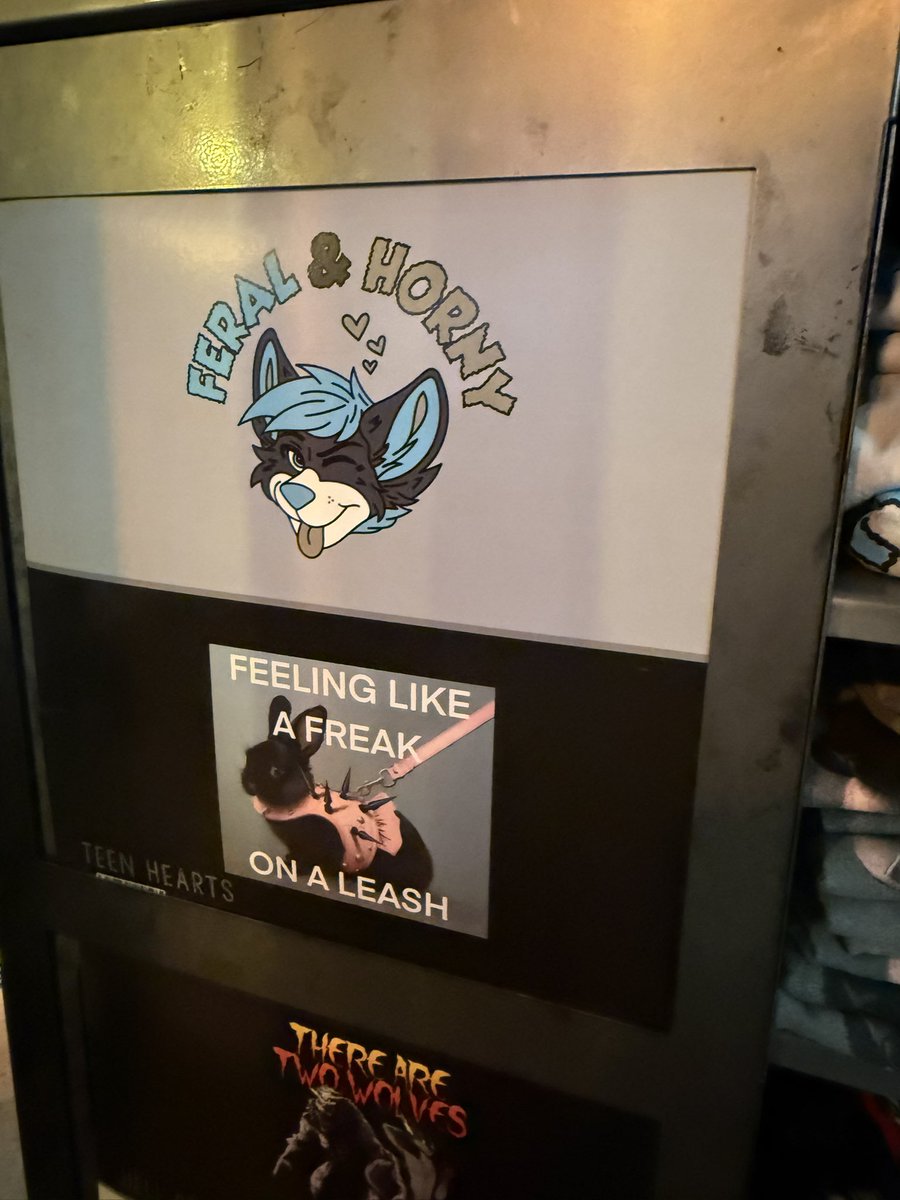 FERAL & HORNY
FEELING LIKE
A FREAK
ON A LEASH
TEEN HEARTS
THERE ARE
TWO WOLVES